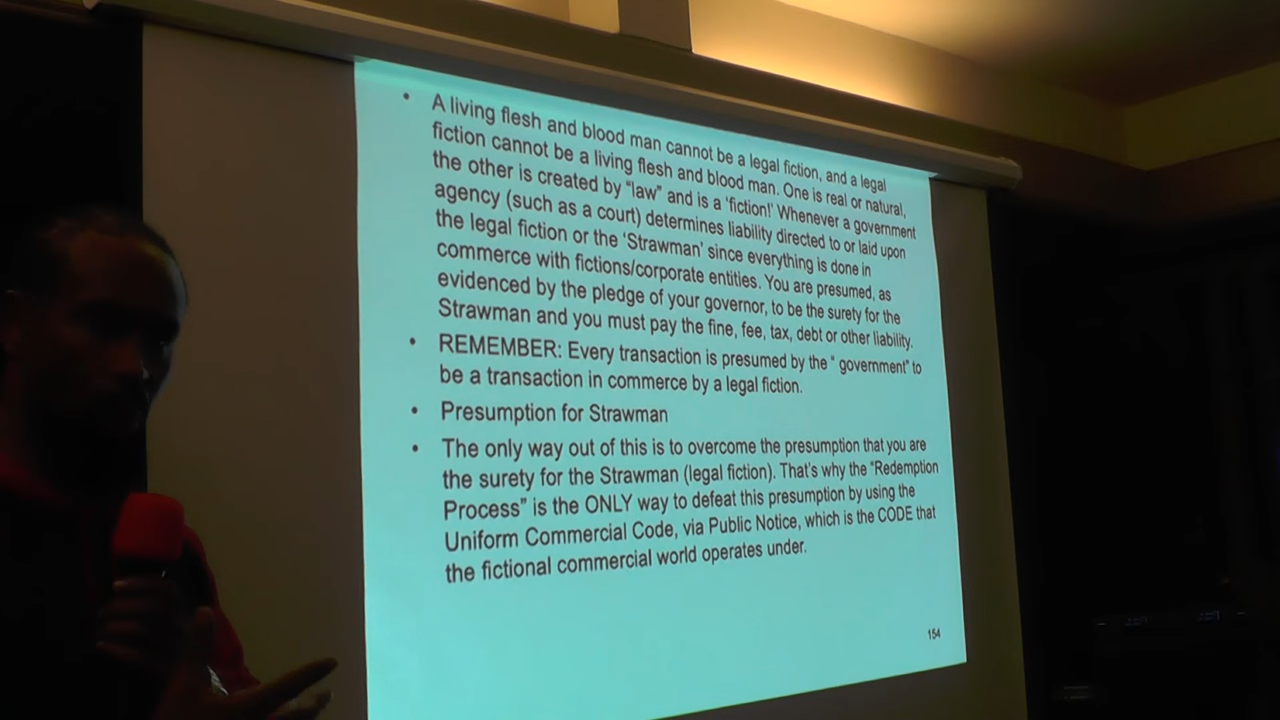 • A living flesh and blood man cannot be a legal fiction, and a legal
fiction cannot be a living flesh and blood man. One is real or natural,
the other is created by “law” and is a ‘fiction!’ Whenever a government
agency (such as a court) determines liability directed to or laid upon
the legal fiction or the ‘Strawman’ since everything is done in
commerce with fictions/corporate entities. You are presumed, as
evidenced by the pledge of your governor, to be the surety for the
Strawman and you must pay the fine, fee, tax, debt or other liability.
• REMEMBER: Every transaction is presumed by the “ government” to
be a transaction in commerce by a legal fiction.
• Presumption for Strawman
• The only way out of this is to overcome the presumption that you are
the surety for the Strawman (legal fiction). That’s why the “Redemption
Process” is the ONLY way to defeat this presumption by using the
Uniform Commercial Code, via Public Notice, which is the CODE that
the fictional commercial world operates under.
154